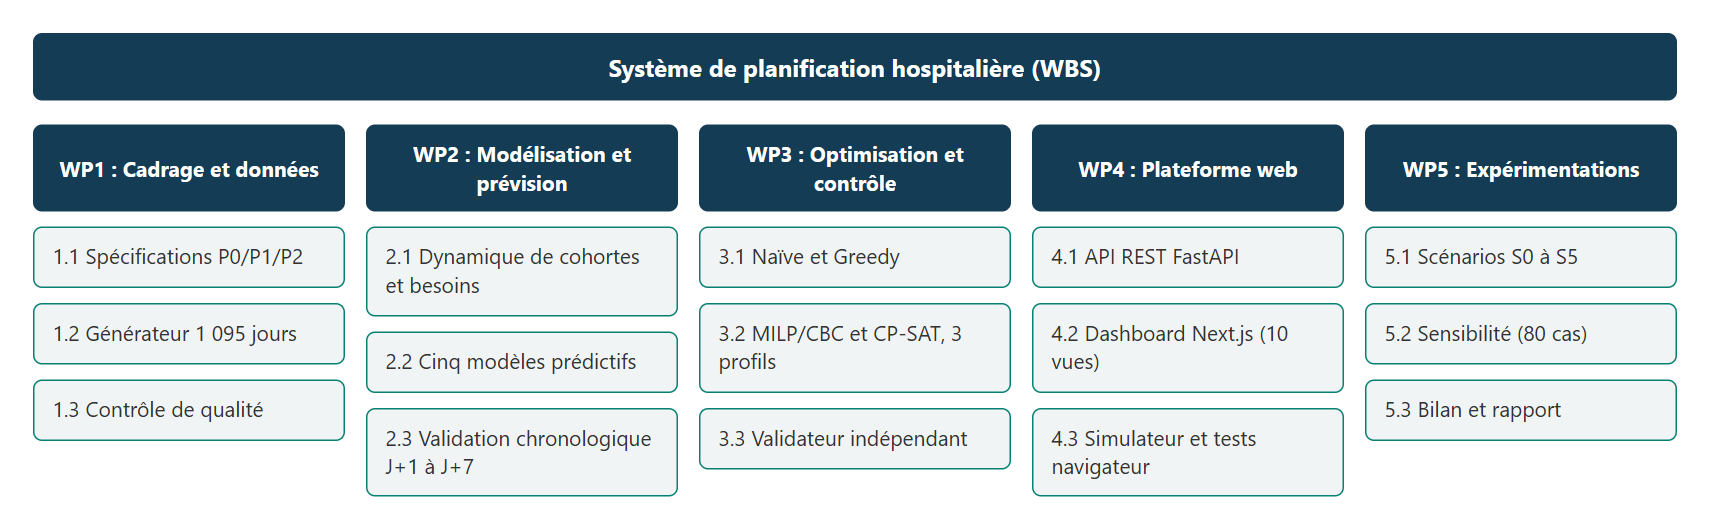 Système de planification hospitalière (WBS)
WP1 : Cadrage et données
1.1 Spécifications P0/P1/P2
1.2 Générateur 1 095 jours
1.3 Contrôle de qualité
WP2 : Modélisation et
prévision
2.1 Dynamique de cohortes
et besoins
2.2 Cinq modèles prédictifs
2.3 Validation chronologique
J+1 à J+7
WP3 : Optimisation et
contrôle
3.1 Naïve et Greedy
3.2 MILP/CBC et CP-SAT, 3
profils
3.3 Validateur indépendant
WP4 : Plateforme web
4.1 API REST FastAPI
4.2 Dashboard Next.js (10
vues)
4.3 Simulateur et tests
navigateur
WP5 : Expérimentations
5.1 Scénarios S0 à S5
5.2 Sensibilité (80 cas)
5.3 Bilan et rapport